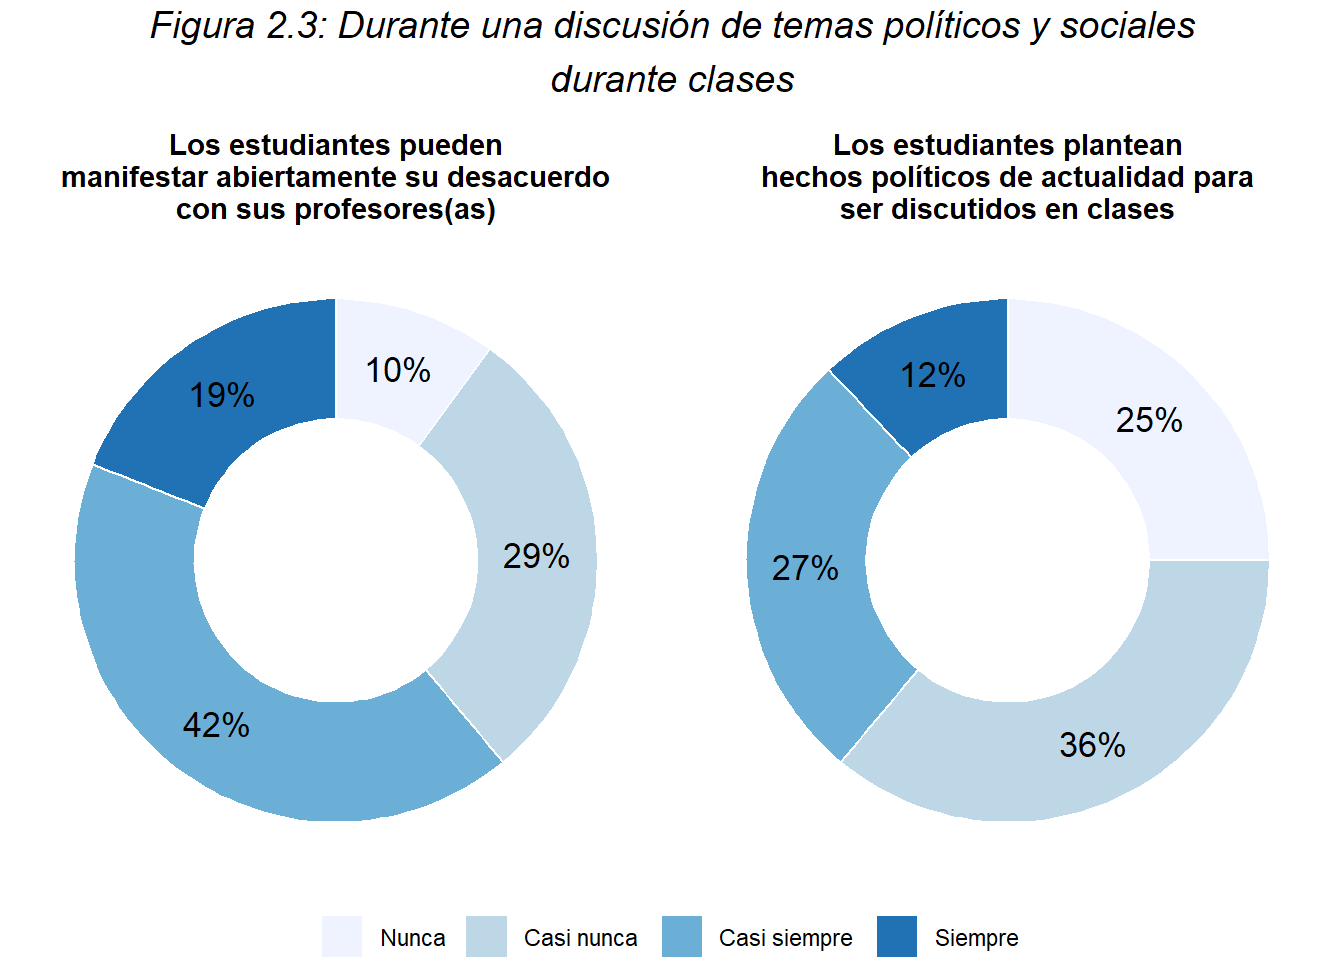 Figura 2.3: Durante una discusión de temas políticos y sociales
durante clases
Los estudiantes pueden
manifestar abiertamente su desacuerdo
con sus profesores(as)
Los estudiantes plantean
hechos políticos de actualidad para
ser discutidos en clases
10%
29%
42%
19%
25%
36%
27%
12%
Nunca
Casi nunca
Casi siempre
Siempre